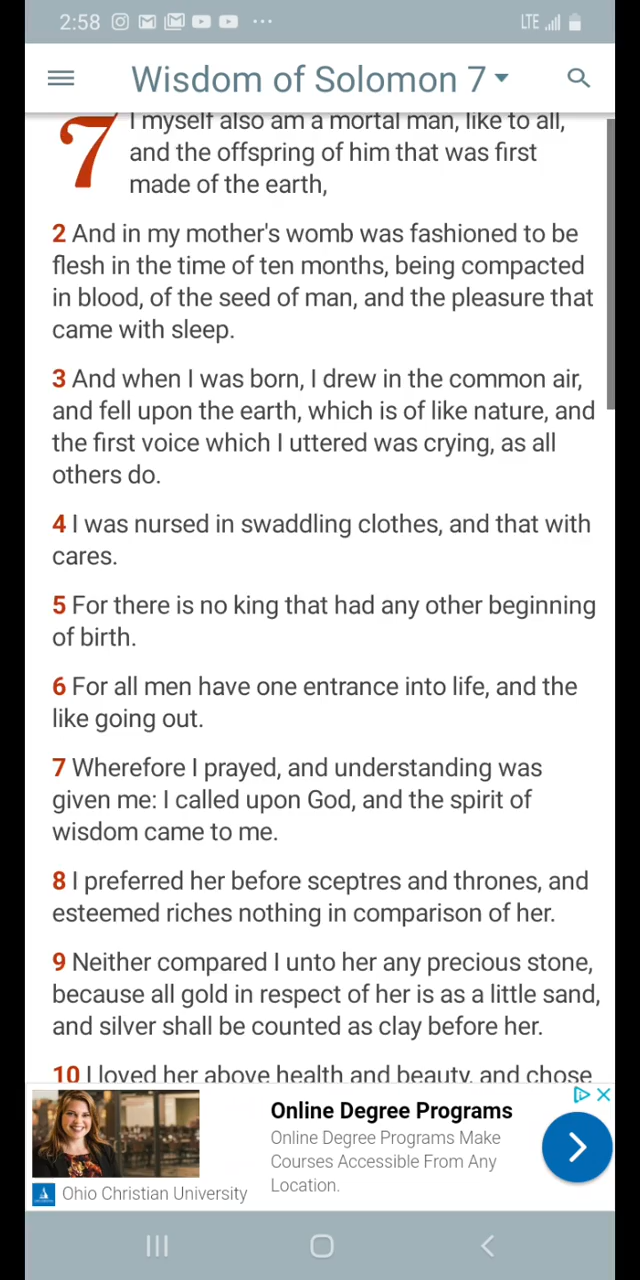 2:58
LTE
Wisdom of Solomon 7
7 I myself also am a mortal man, like to all,
and the offspring of him that was first
made of the earth,
2 And in my mother's womb was fashioned to be
flesh in the time of ten months, being compacted
in blood, of the seed of man, and the pleasure that
came with sleep.
3 And when I was born, I drew in the common air,
and fell upon the earth, which is of like nature, and
the first voice which I uttered was crying, as all
others do.
4 I was nursed in swaddling clothes, and that with
cares.
5 For there is no king that had any other beginning
of birth.
6 For all men have one entrance into life, and the
like going out.
7 Wherefore I prayed, and understanding was
given me: I called upon God, and the spirit of
wisdom came to me.
8 I preferred her before sceptres and thrones, and
esteemed riches nothing in comparison of her.
9 Neither compared I unto her any precious stone,
because all gold in respect of her is as a little sand,
and silver shall be counted as clay before her.
10 I loved her above health and beauty, and chose
Online Degree Programs
Online Degree Programs Make
Courses Accessible From Any
Location.
Ohio Christian University